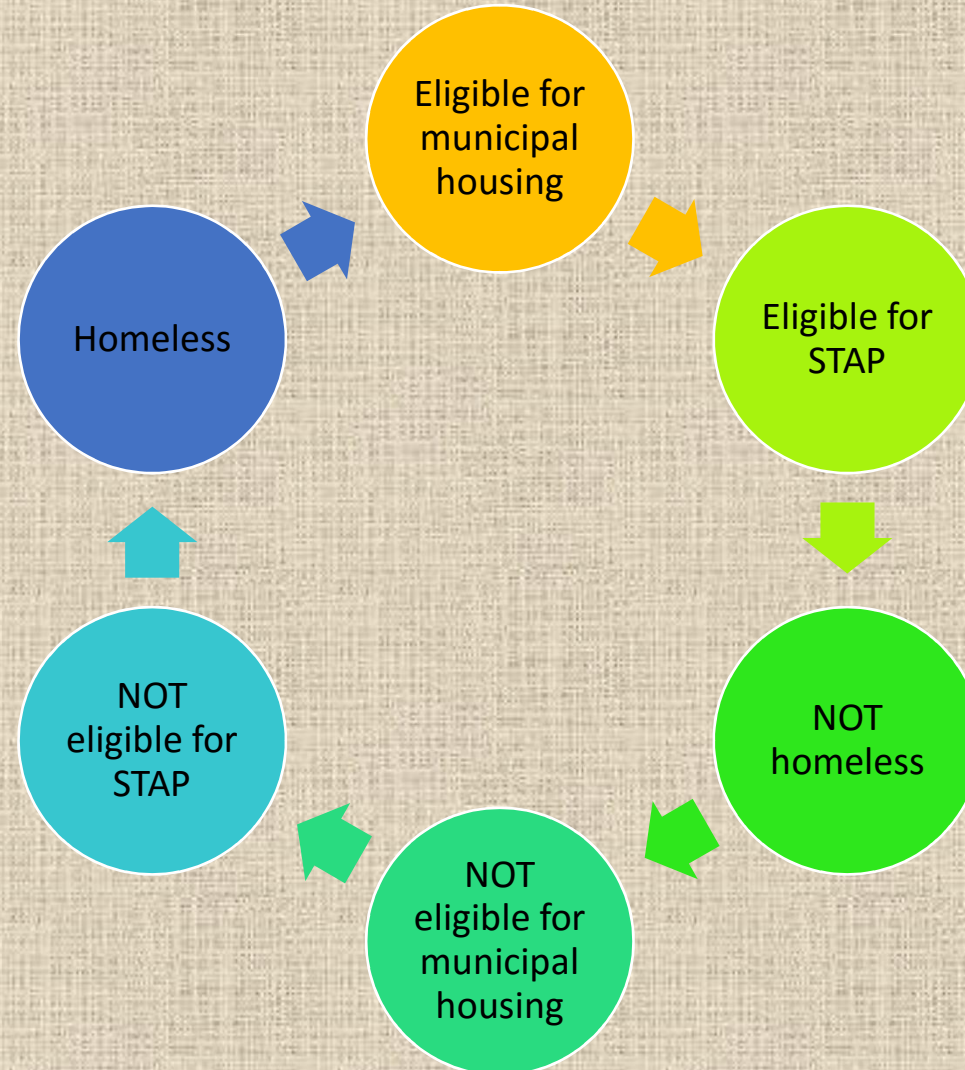 Eligible for
municipal
housing
Eligible for
STAP
NOT
homeless
NOT
eligible for
municipal
housing
NOT
eligible for
STAP
Homeless